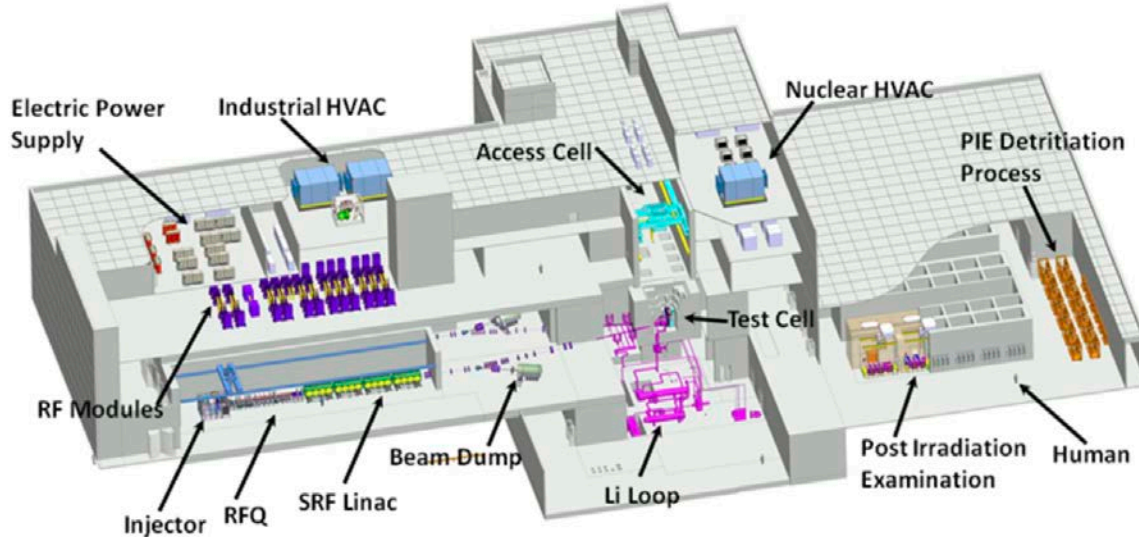 Electric Power
Supply
Industrial HVAC
Nuclear HVAC
Access Cell
PIE Detritiation
Process
Test Cell
RF Modules
Beam Dump
Post Irradiation
Examination
Human
Li Loop
SRF Linac
RFQ
Injector